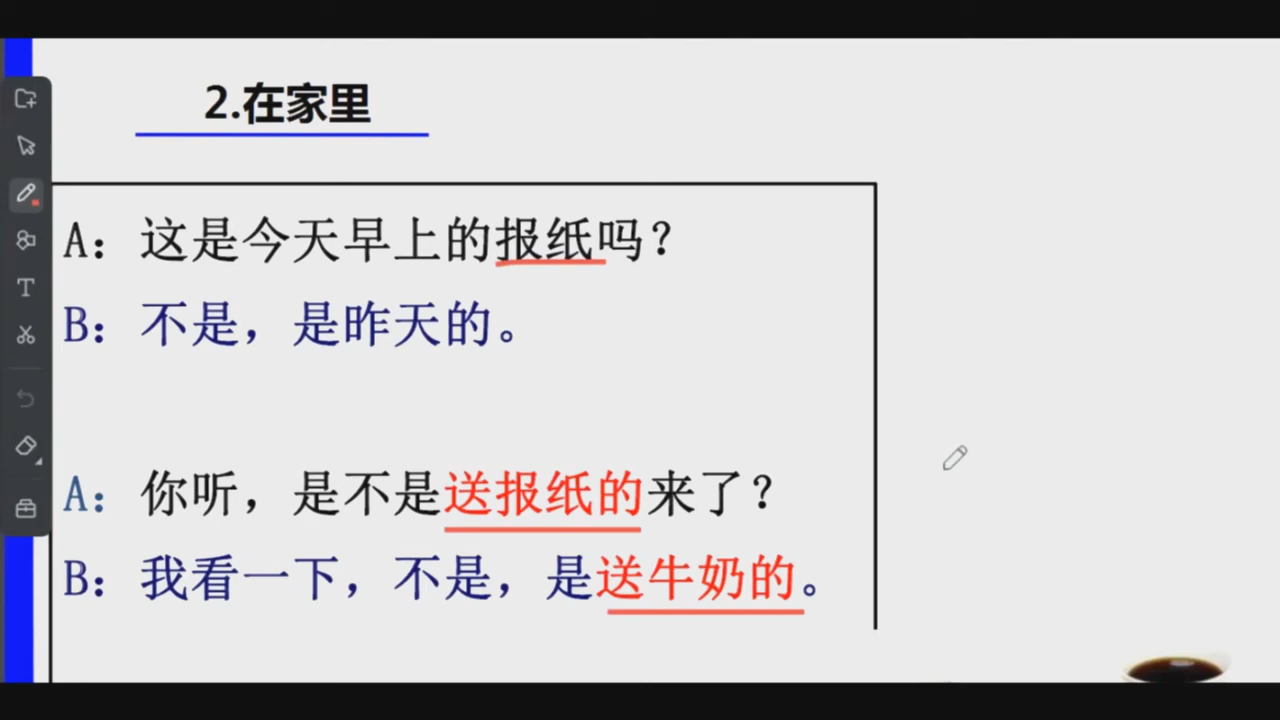 2.在家里
A：这是今天早上的报纸吗？
B：不是，是昨天的。
A：你听，是不是送报纸的来了？
B：我看一下，不是，是送牛奶的。